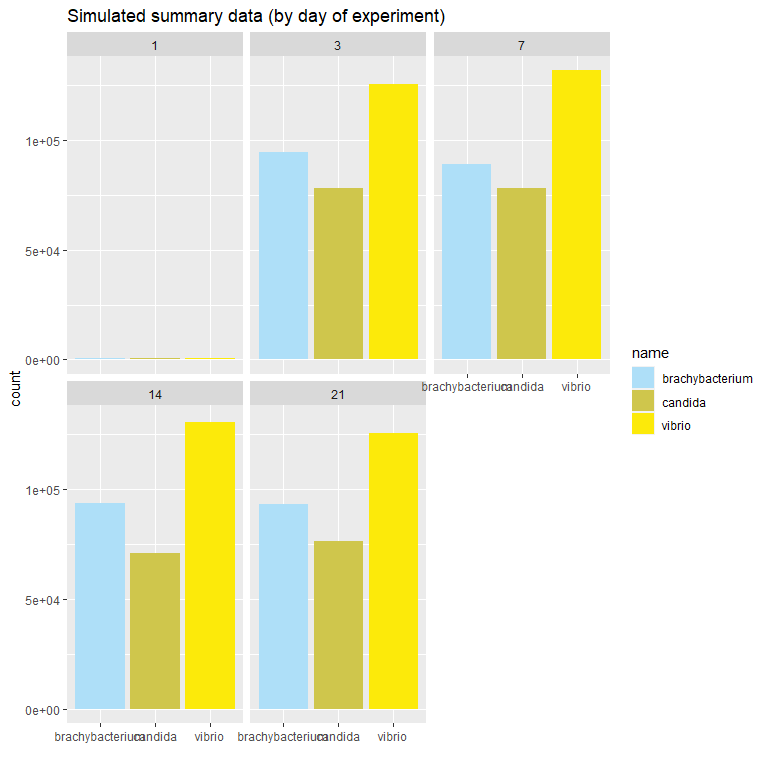 Simulated summary data (by day of experiment)
1
3
7
1e+05
5e+04
0e+00
brachybacterium candida vibrio
14
21
1e+05
5e+04
0e+00
brachybacterium candida vibrio
brachybacterium candida vibrio
count
name
brachybacterium
candida
vibrio